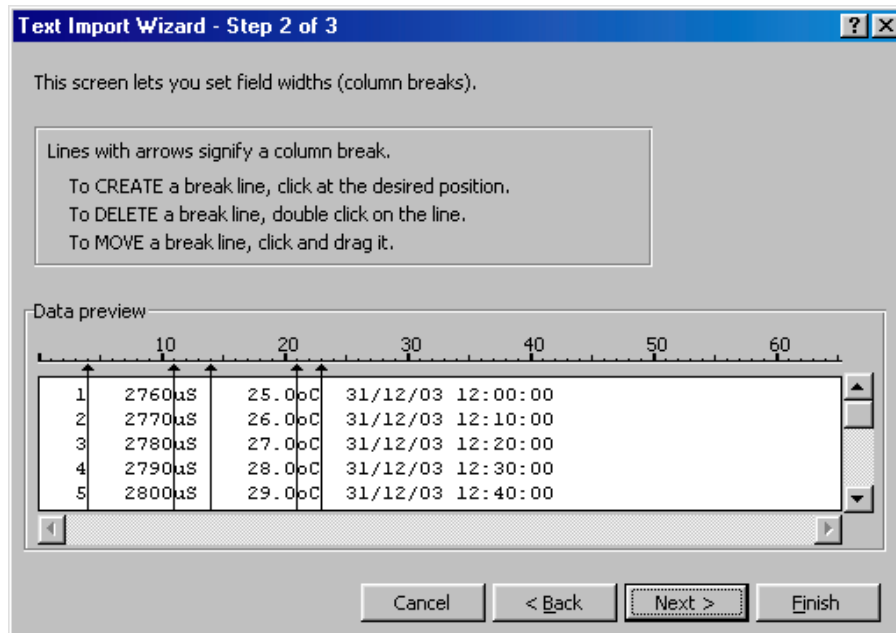 Text Import Wizard - Step 2 of 3
This screen lets you set field widths (column breaks).
Lines with arrows signify a column break.
To CREATE a break line, click at the desired position.
To DELETE a break line, double click on the line.
To MOVE a break line, click and drag it.
Data preview
10 20 30 40 50 60
1 2760uS 25.0oC 31/12/03 12:00:00
2 2770uS 26.0oC 31/12/03 12:10:00
3 2780uS 27.0oC 31/12/03 12:20:00
4 2790uS 28.0oC 31/12/03 12:30:00
5 2800uS 29.0oC 31/12/03 12:40:00
Cancel < Back Next > Finish